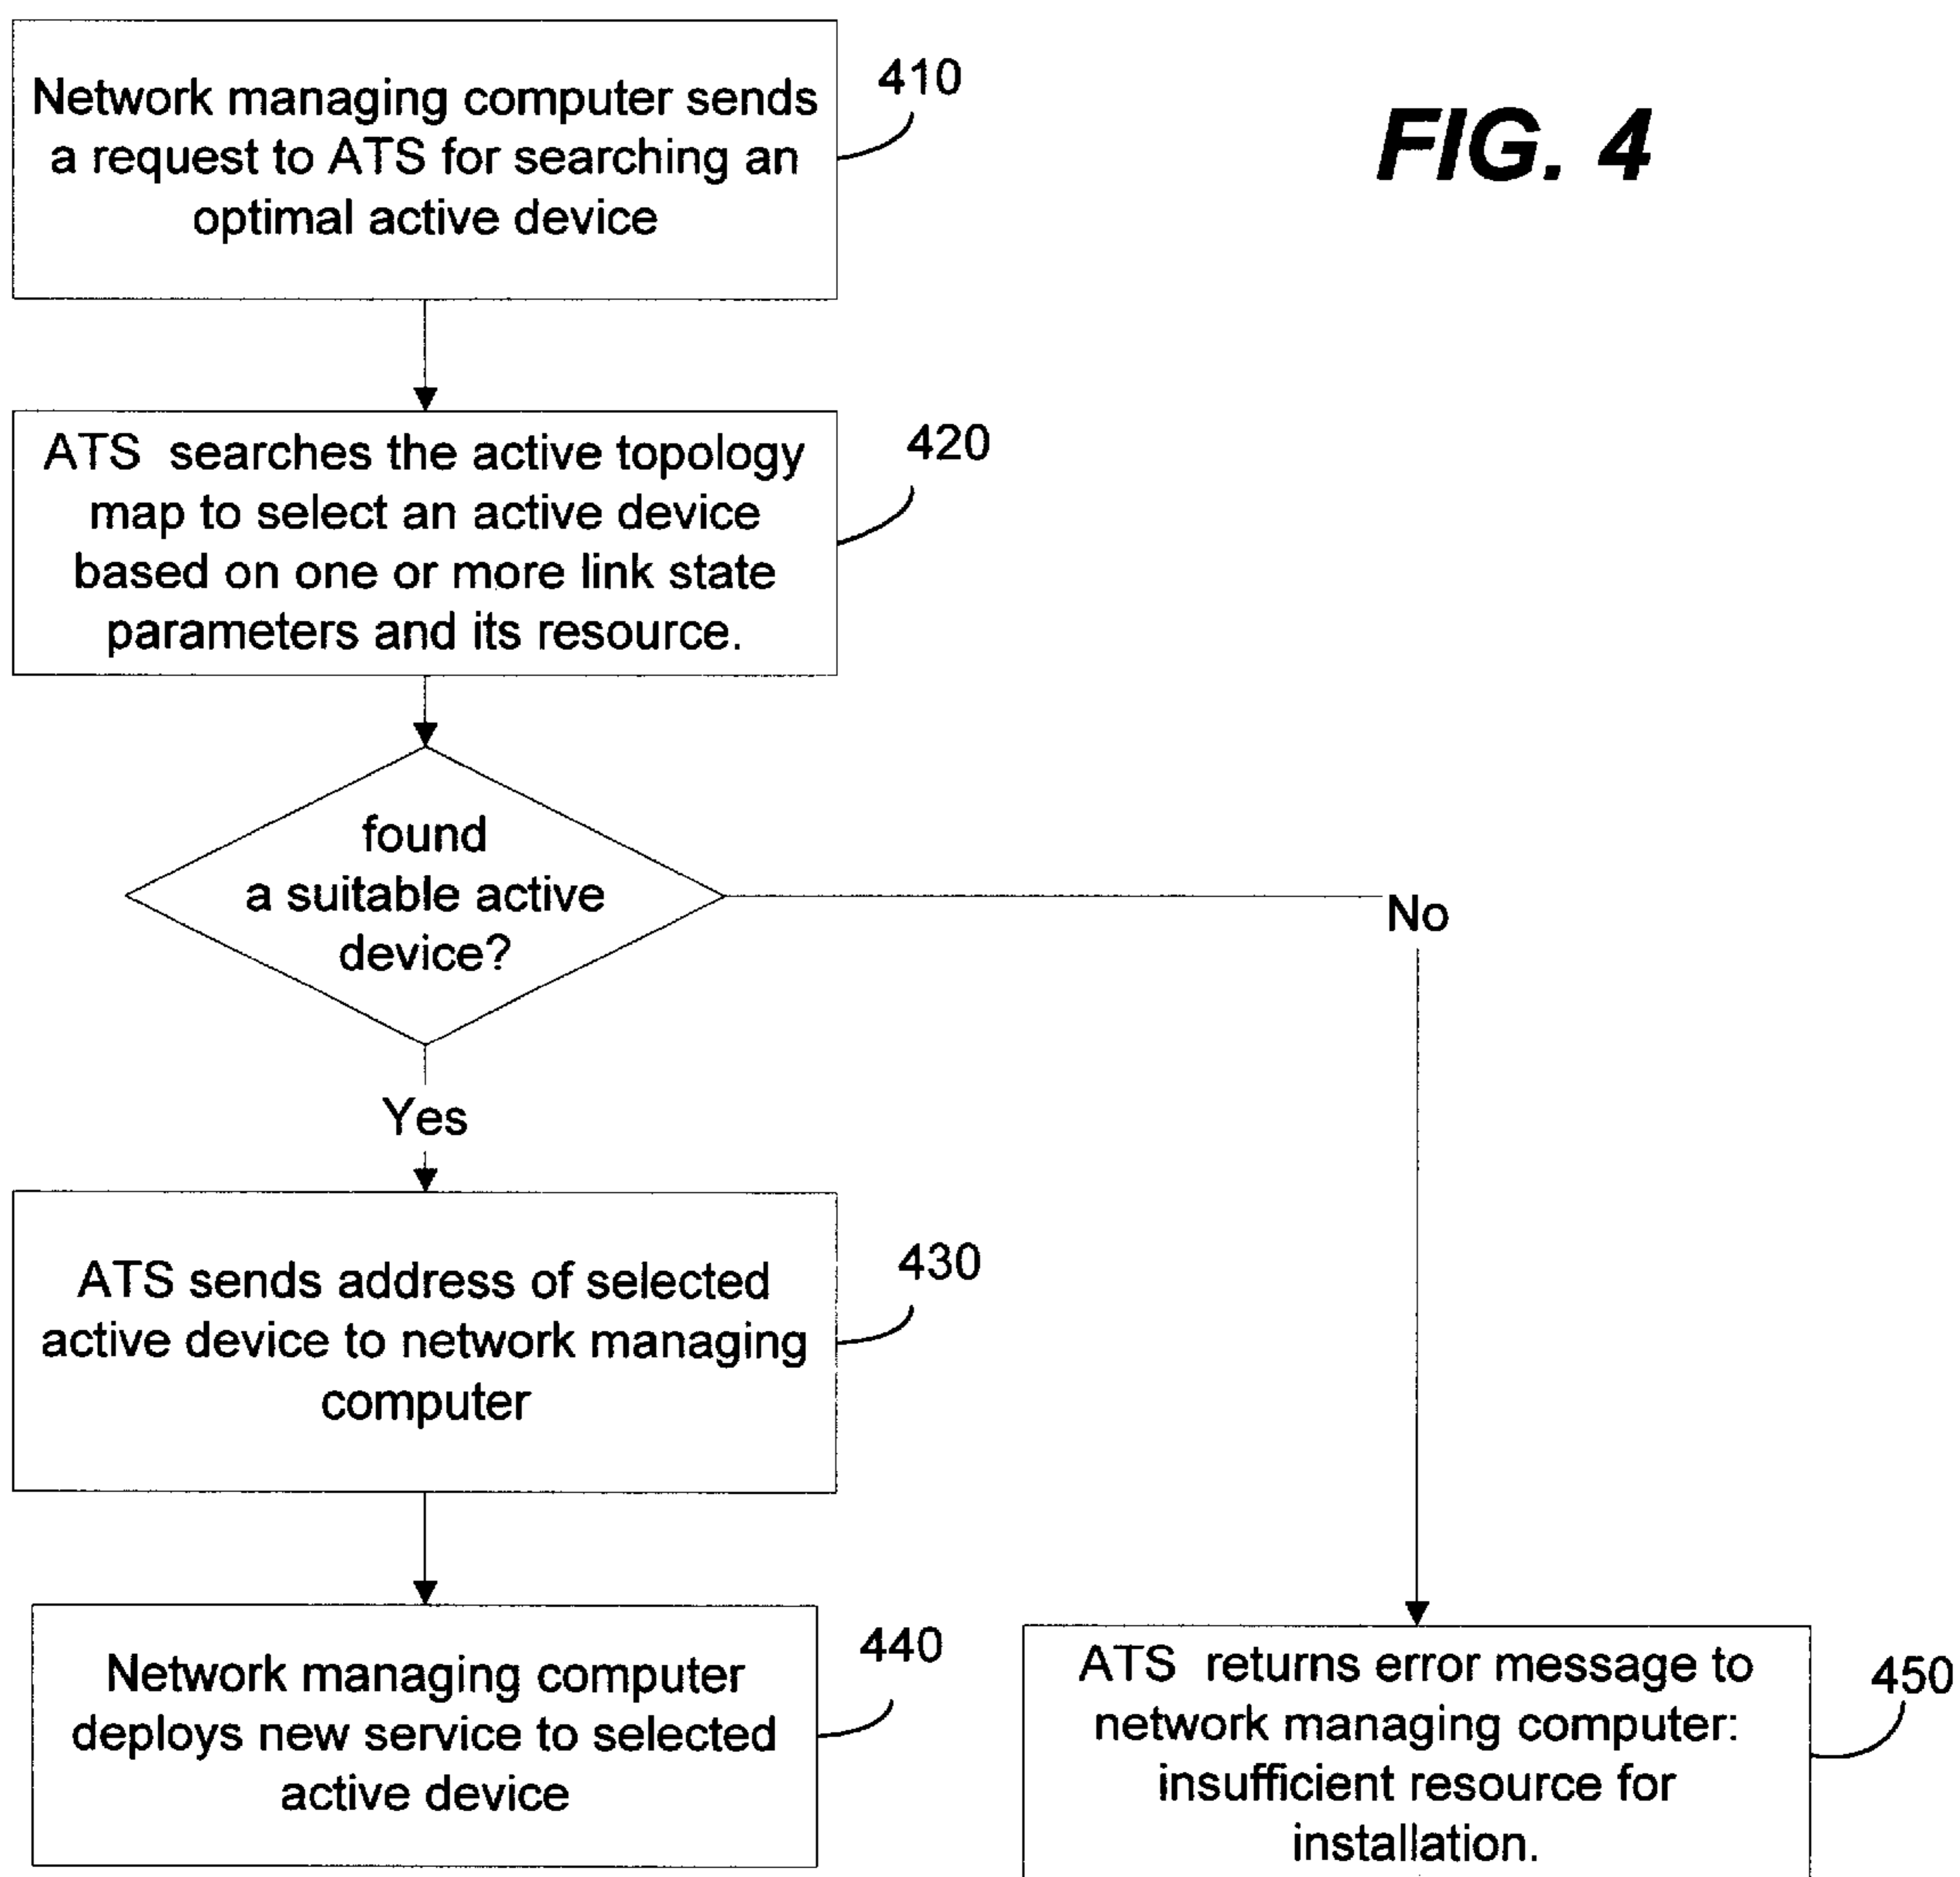 Network managing computer sends
a request to ATS for searching an
optimal active device
410
FIG. 4
ATS searches the active topology
map to select an active device
based on one or more link state
parameters and its resource.
420
found
a suitable active
device?
No
Yes
ATS sends address of selected
active device to network managing
computer
430
Network managing computer
deploys new service to selected
active device
440
ATS returns error message to
network managing computer:
insufficient resource for
installation.
450